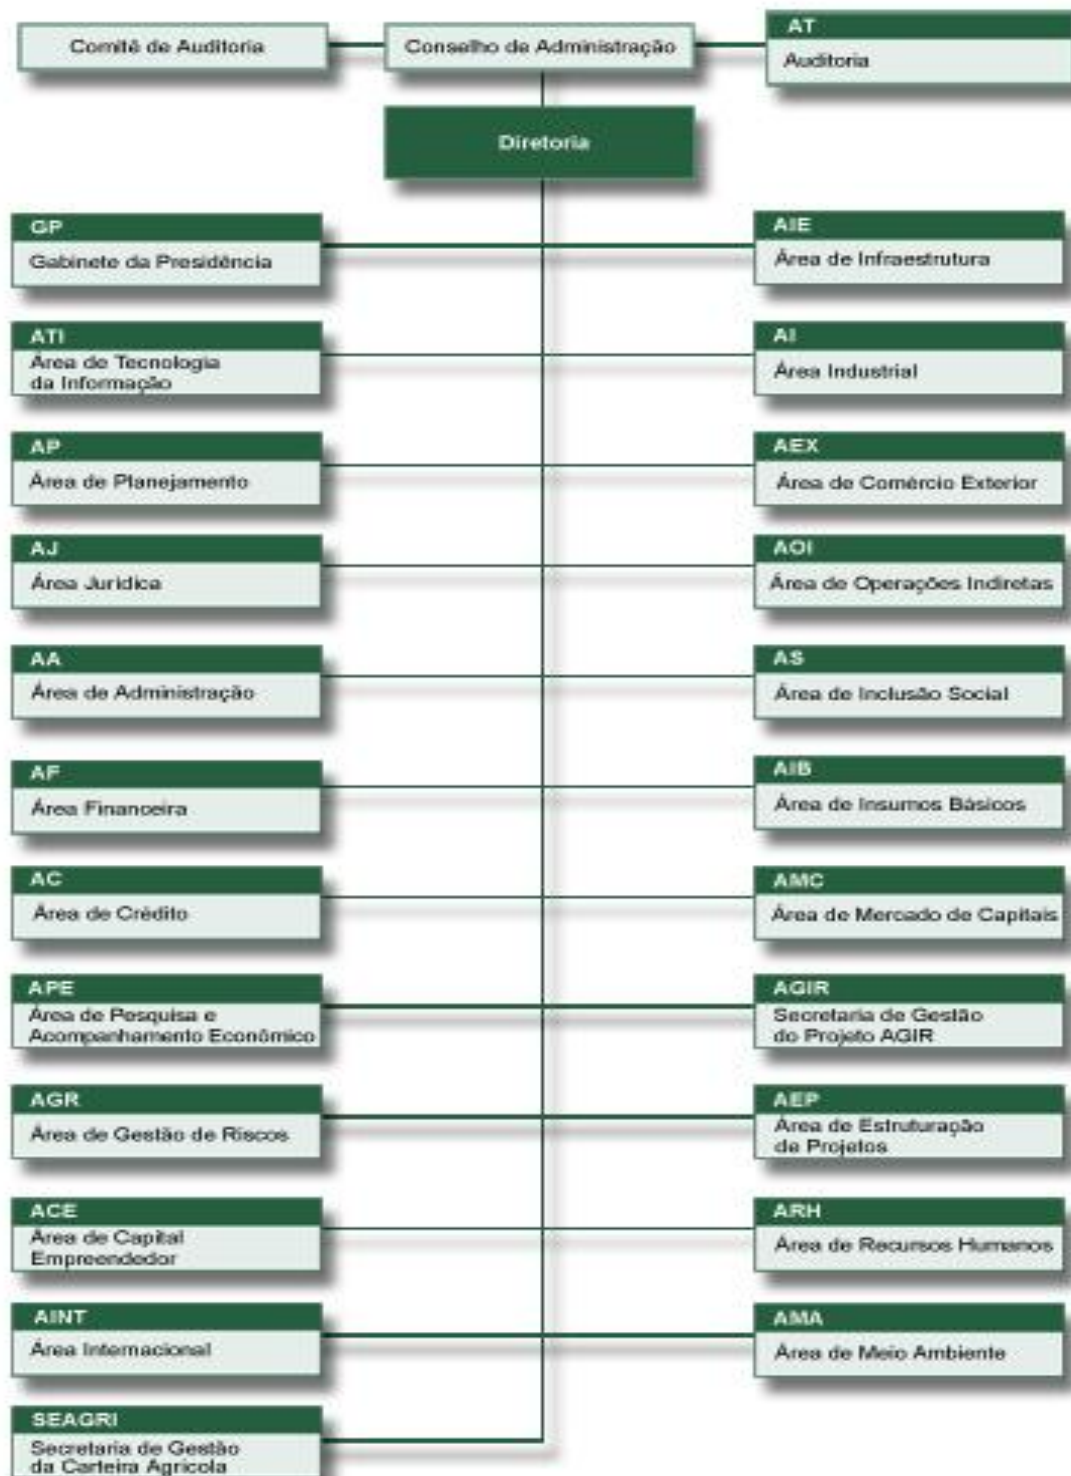 Comitê de Auditoria
Conselho de Administração
AT
Auditoria
Diretoria
GP
Gabinete da Presidência
AIE
Área de Infraestrutura
ATI
Área de Tecnologia
da Informação
AI
Área Industrial
AP
Área de Planejamento
AEX
Área de Comércio Exterior
AJ
Área Jurídica
AOI
Área de Operações Indiretas
AA
Área de Administração
AS
Área de Inclusão Social
AF
Área Financeira
AIB
Área de Insumos Básicos
AC
Área de Crédito
AMC
Área de Mercado de Capitais
APE
Área de Pesquisa e
Acompanhamento Econômico
AGIR
Secretaria de Gestão
do Projeto AGIR
AGR
Área de Gestão de Riscos
AEP
Área de Estruturação
de Projetos
ACE
Área de Capital
Empreendedor
ARH
Área de Recursos Humanos
AINT
Área Internacional
AMA
Área de Meio Ambiente
SEAGRI
Secretaria de Gestão
da Carteira Agrícola